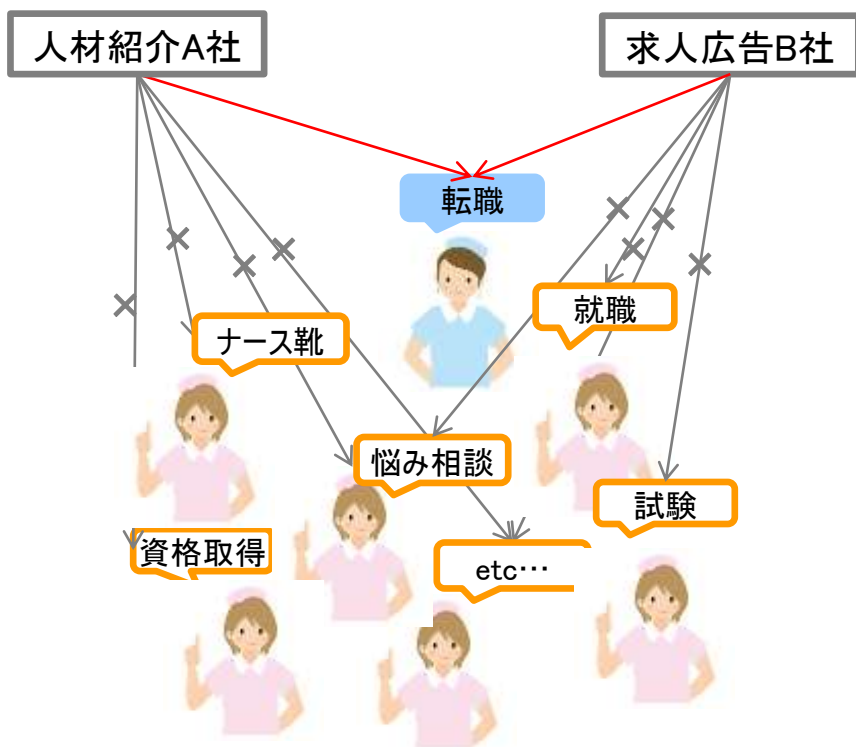 人材紹介A社
求人広告B社
転職
就職
ナース靴
悩み相談
試験
資格取得
etc…